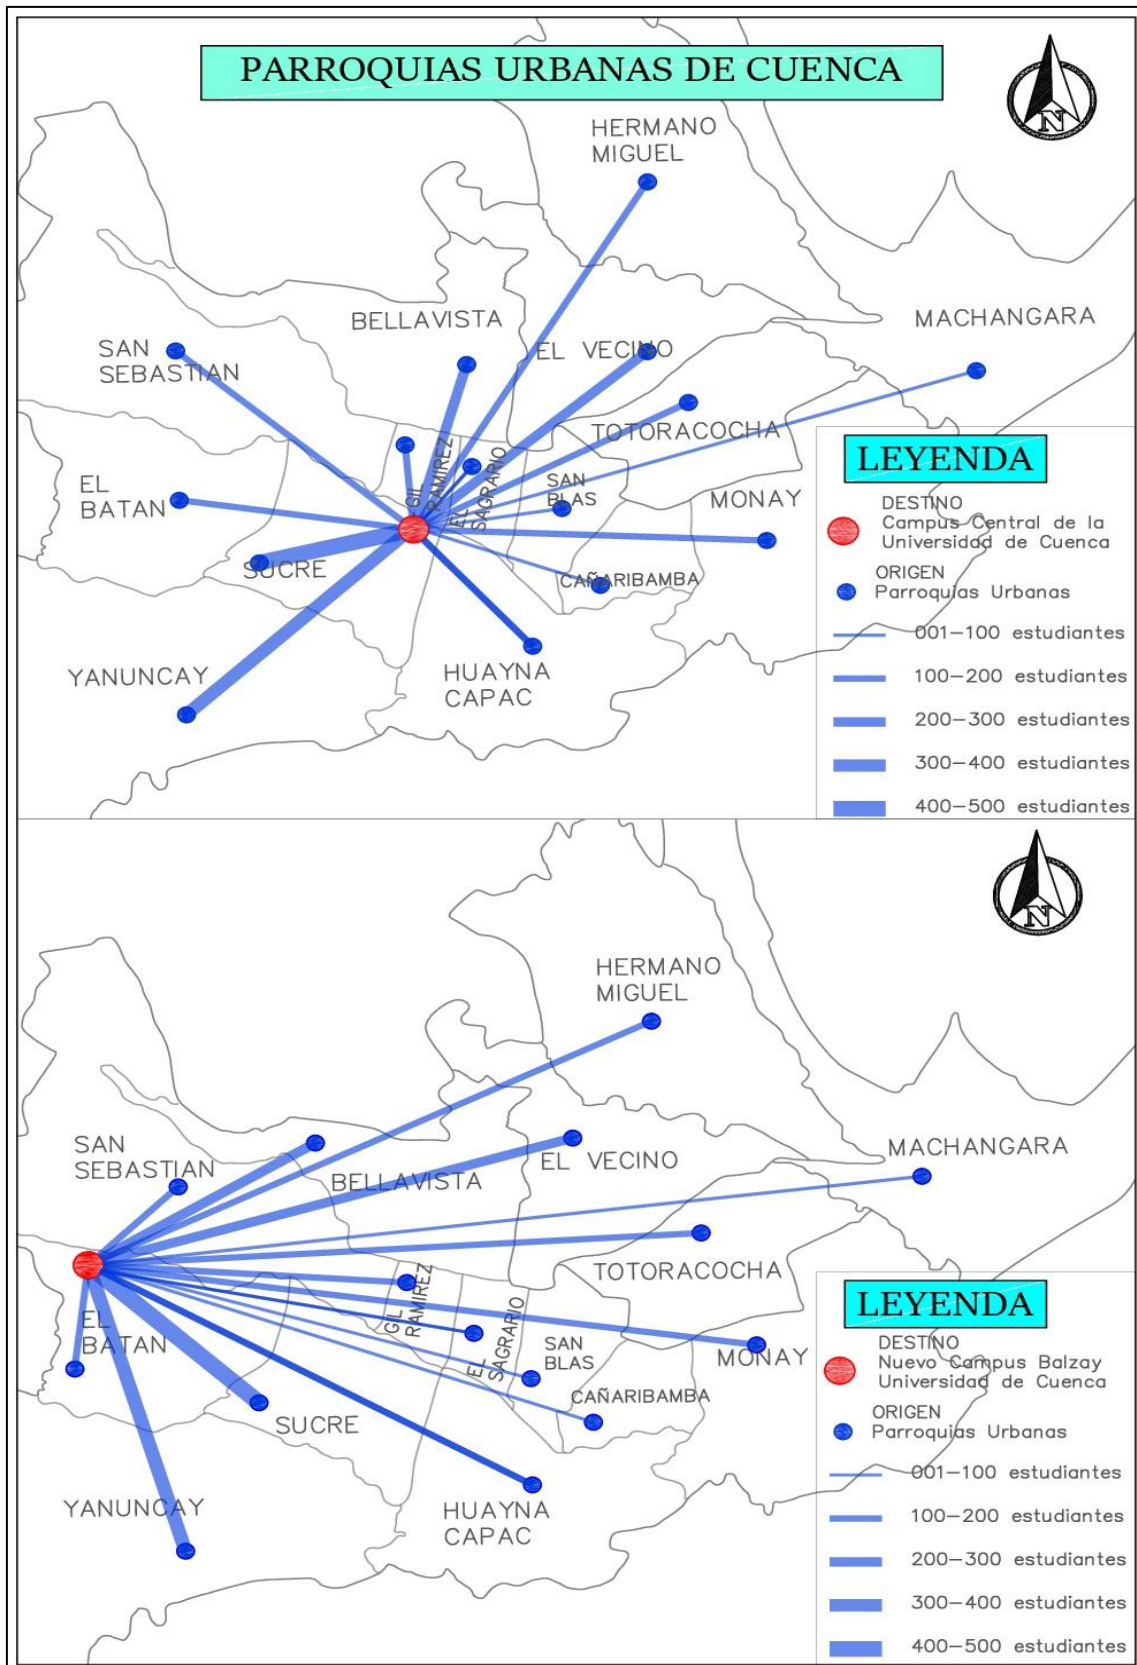 PARROQUIAS URBANAS DE CUENCA
N
HERMANO
MIGUEL
MACHANGARA
BELLAVISTA
EL VECINO
SAN
SEBASTIAN
TOTORACOCHA
GIL
RAMIREZ
EL
SAGRARIO
SAN
BLAS
EL
BATAN
MONAY
SUCRE
CAÑARIBAMBA
YANUNCAY
HUAYNA
CAPAC
LEYENDA
DESTINO
Campus Central de la
Universidad de Cuenca
ORIGEN
Parroquias Urbanas
001-100 estudiantes
100-200 estudiantes
200-300 estudiantes
300-400 estudiantes
400-500 estudiantes
N
HERMANO
MIGUEL
SAN
SEBASTIAN
MACHANGARA
EL VECINO
BELLAVISTA
TOTORACOCHA
GIL
RAMIREZ
EL
SAGRARIO
EL
BATAN
SAN
BLAS
MONAY
CAÑARIBAMBA
SUCRE
YANUNCAY
HUAYNA
CAPAC
LEYENDA
DESTINO
Nuevo Campus Balzay
Universidad de Cuenca
ORIGEN
Parroquias Urbanas
001-100 estudiantes
100-200 estudiantes
200-300 estudiantes
300-400 estudiantes
400-500 estudiantes